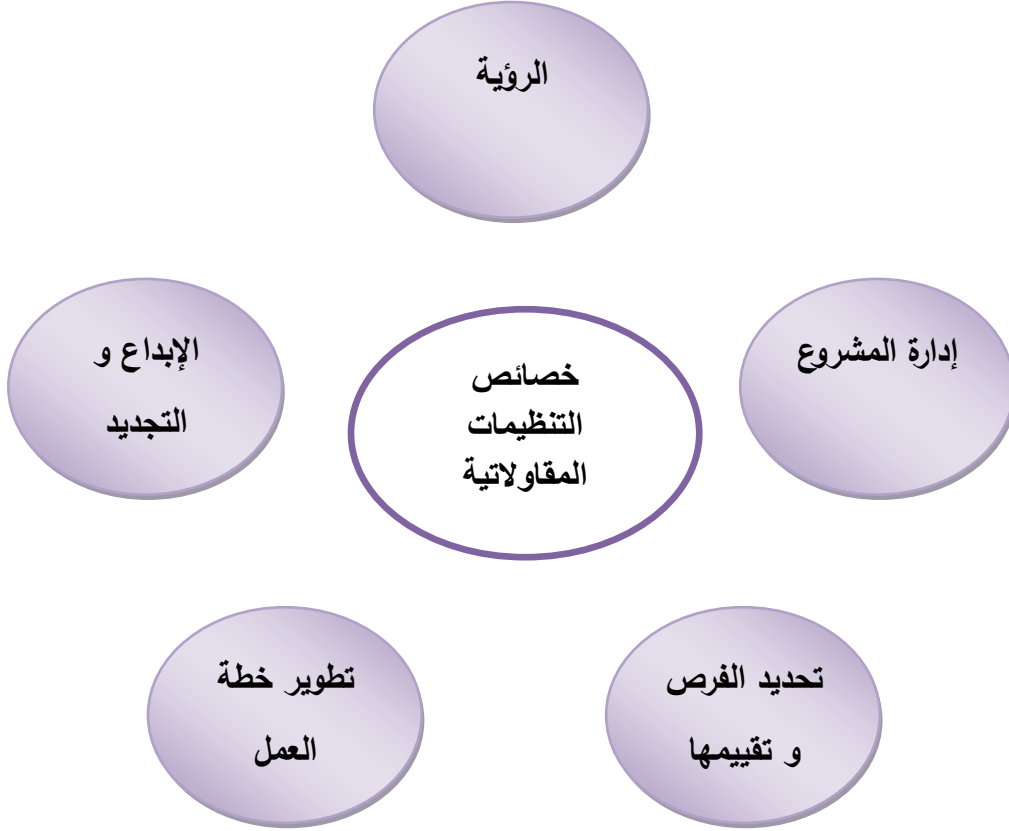 الرؤية
إدارة المشروع
الإبداع و
التجديد
خصائص
التنظيمات
المقاولاتية
تحديد الفرص
و تقييمها
تطوير خطة
العمل